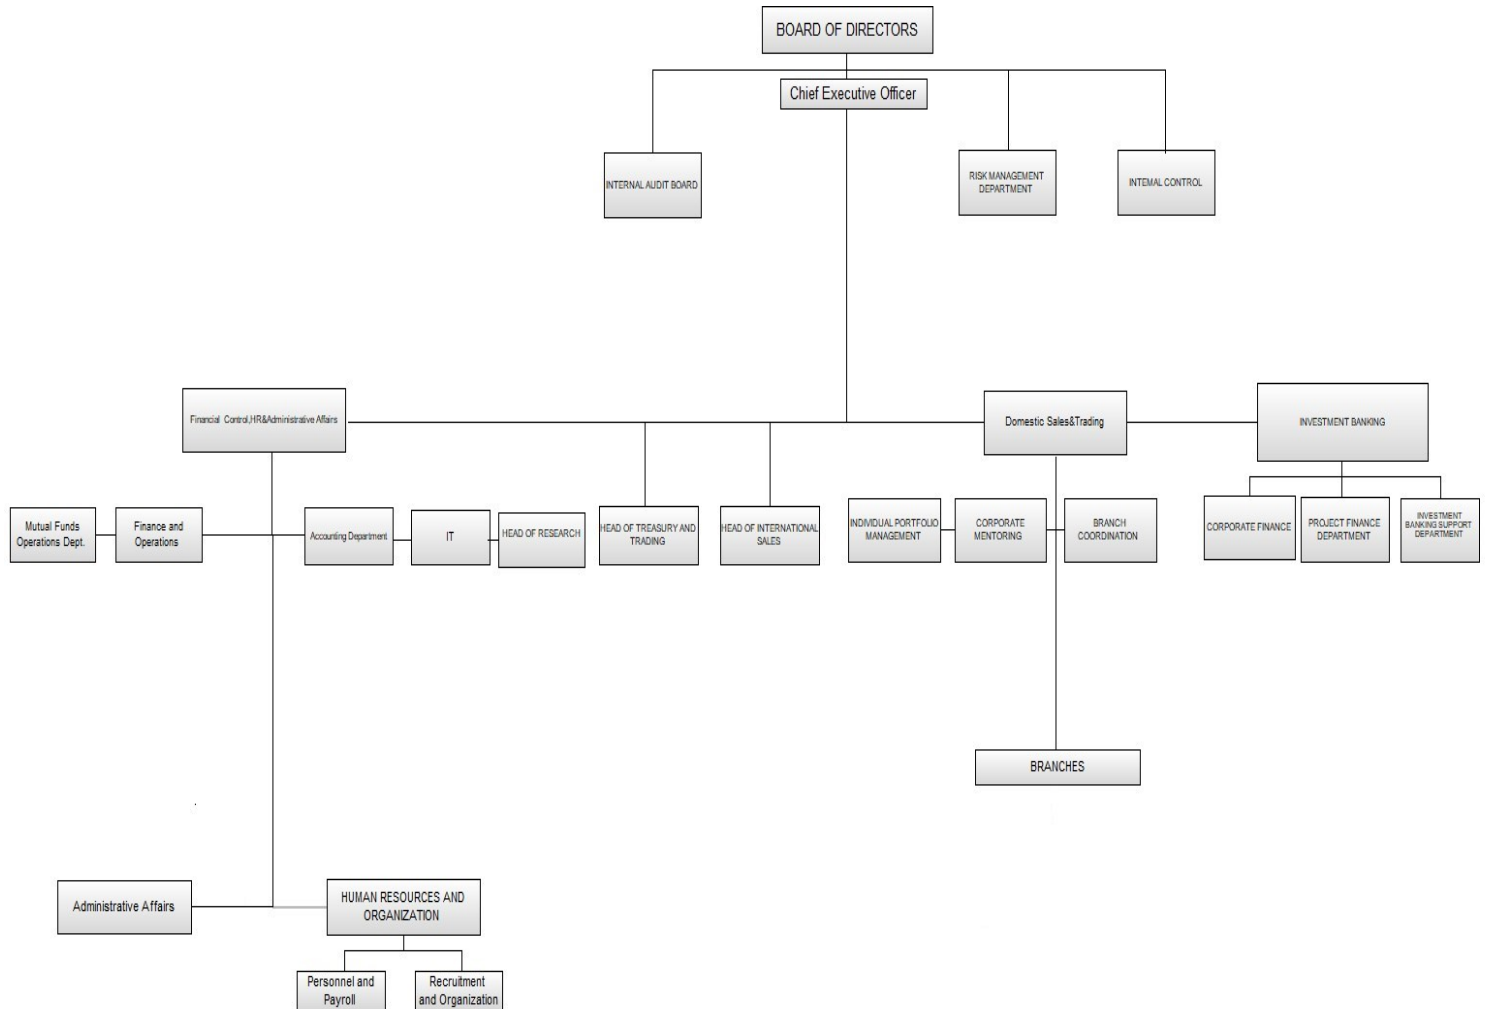 BOARD OF DIRECTORS
Chief Executive Officer
INTERNAL AUDIT BOARD
RISK MANAGEMENT
DEPARTMENT
INTEMAL CONTROL
Financial Control,HR&Administrative Affairs
Domestic Sales&Trading
INVESTMENT BANKING
Mutual Funds
Operations Dept.
Finance and
Operations
Accounting Department
IT
HEAD OF RESEARCH
HEAD OF TREASURY AND
TRADING
HEAD OF INTERNATIONAL
SALES
INDIVIDUAL PORTFOLIO
MANAGEMENT
CORPORATE
MENTORING
BRANCH
COORDINATION
CORPORATE FINANCE
PROJECT FINANCE
DEPARTMENT
INVESTMENT
BANKING SUPPORT
DEPARTMENT
BRANCHES
Administrative Affairs
HUMAN RESOURCES AND
ORGANIZATION
Personnel and
Payroll
Recruitment
and Organization